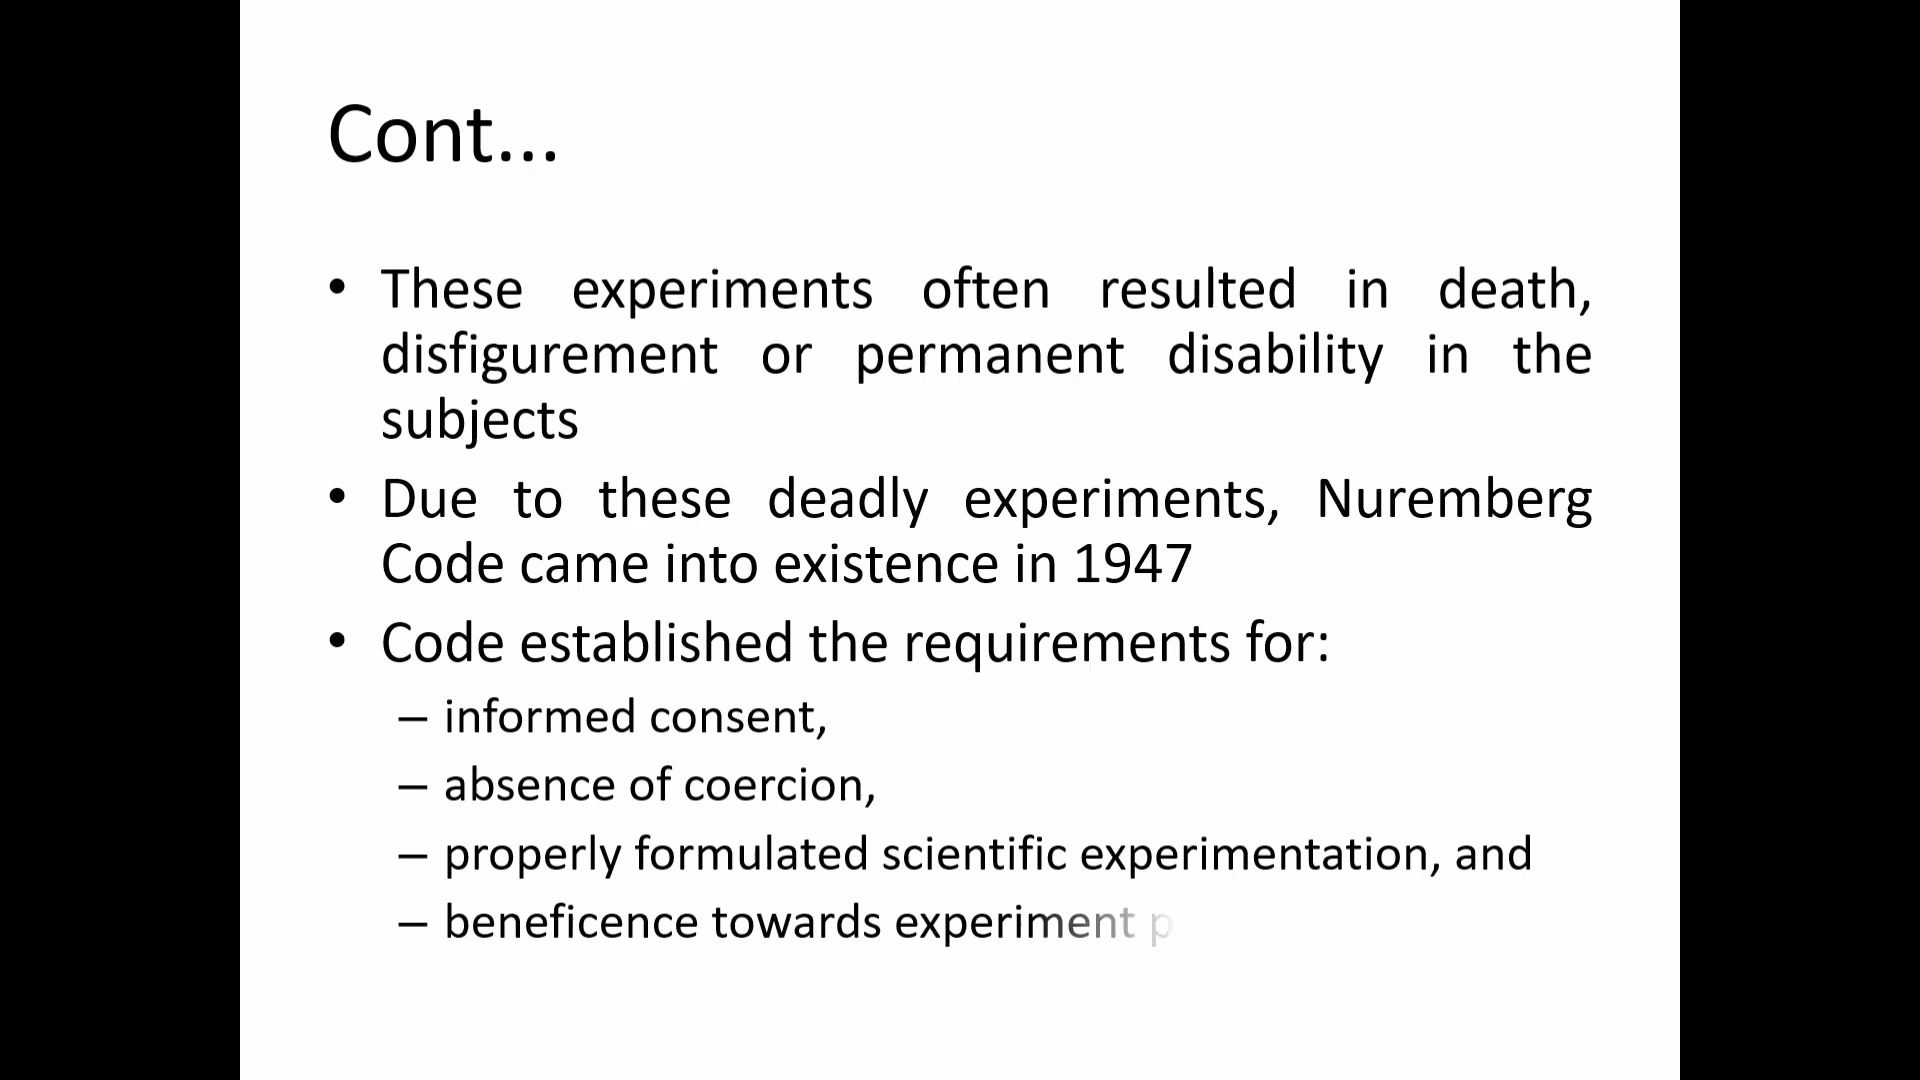 Cont...
• These experiments often resulted in death,
disfigurement or permanent disability in the
subjects
• Due to these deadly experiments, Nuremberg
Code came into existence in 1947
• Code established the requirements for:
– informed consent,
– absence of coercion,
– properly formulated scientific experimentation, and
– beneficence towards experiment p